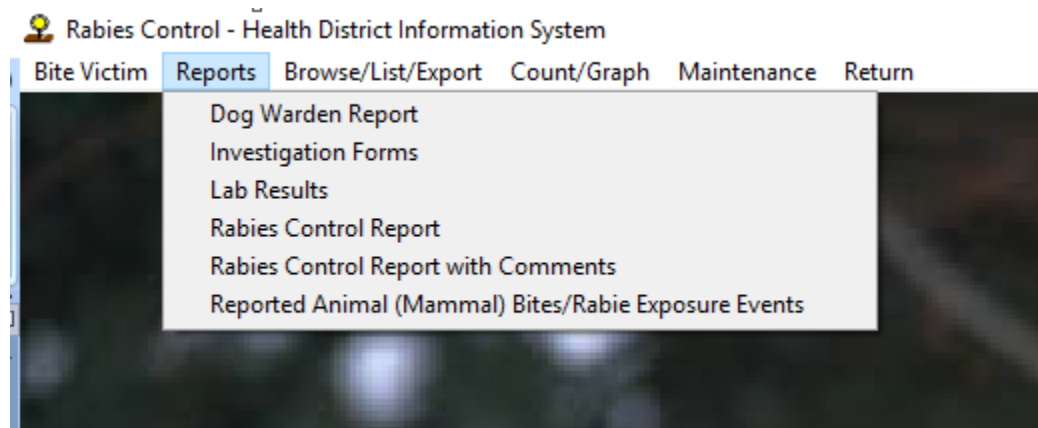 Rabies Control - Health District Information System
Bite Victim Reports Browse/List/Export Count/Graph Maintenance Return
Dog Warden Report
Investigation Forms
Lab Results
Rabies Control Report
Rabies Control Report with Comments
Reported Animal (Mammal) Bites/Rabie Exposure Events